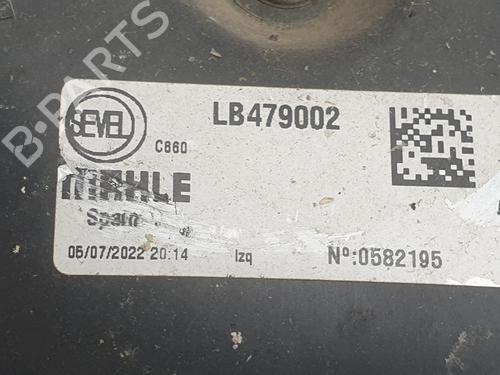 B-PARTS
SEVEL
C860
LB479002
MAHLE
Spain
05/07/2022 20:14
Izq
Nº:0582195